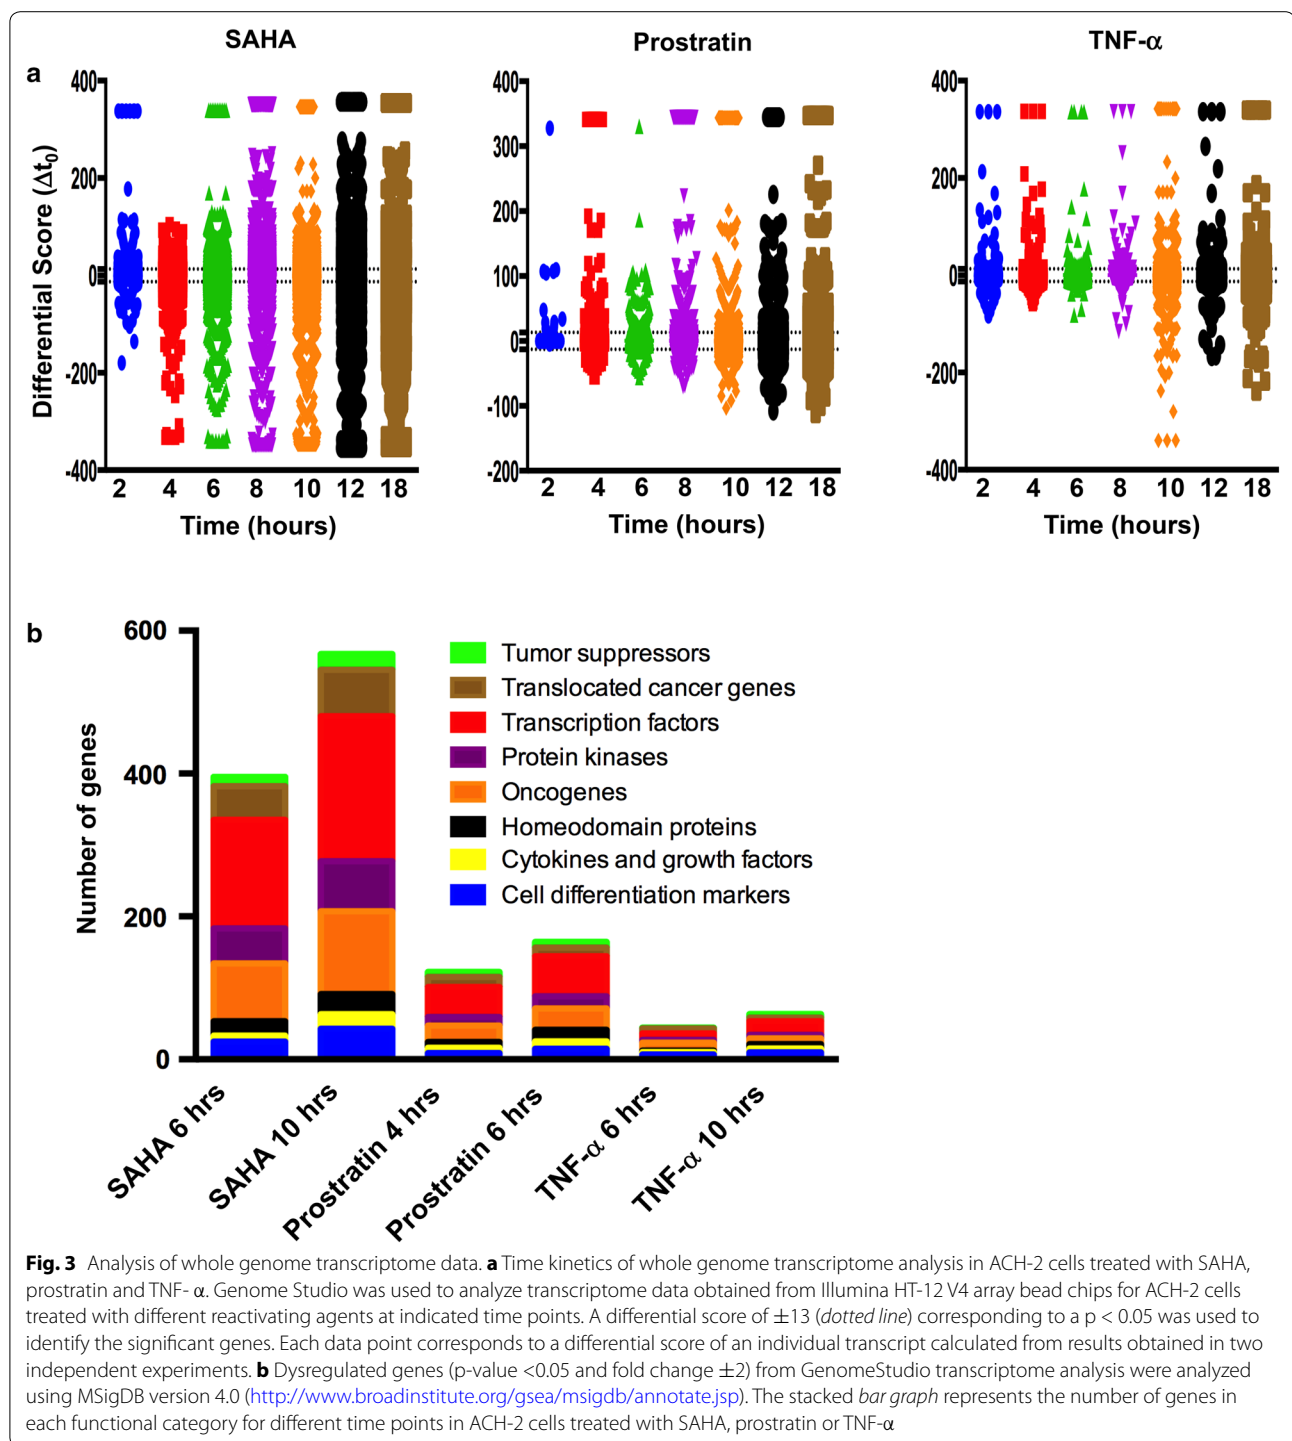 SAHA
Prostratin
TNF-α
a
Differential Score (Δt₀)
400
200
0
-200
-400
2 4 6 8 10 12 18
Time (hours)
400
300
200
100
0
-100
-200
2 4 6 8 10 12 18
Time (hours)
400
200
0
-200
-400
2 4 6 8 10 12 18
Time (hours)
b
Number of genes
600
400
200
0
Tumor suppressors
Translocated cancer genes
Transcription factors
Protein kinases
Oncogenes
Homeodomain proteins
Cytokines and growth factors
Cell differentiation markers
SAHA 6 hrs
SAHA 10 hrs
Prostratin 4 hrs
Prostratin 6 hrs
TNF-α 6 hrs
TNF-α 10 hrs
Fig. 3 Analysis of whole genome transcriptome data. a Time kinetics of whole genome transcriptome analysis in ACH-2 cells treated with SAHA,
prostratin and TNF- α. Genome Studio was used to analyze transcriptome data obtained from Illumina HT-12 V4 array bead chips for ACH-2 cells
treated with different reactivating agents at indicated time points. A differential score of ±13 (dotted line) corresponding to a p < 0.05 was used to
identify the significant genes. Each data point corresponds to a differential score of an individual transcript calculated from results obtained in two
independent experiments. b Dysregulated genes (p-value <0.05 and fold change ±2) from GenomeStudio transcriptome analysis were analyzed
using MSigDB version 4.0 (http://www.broadinstitute.org/gsea/msigdb/annotate.jsp). The stacked bar graph represents the number of genes in
each functional category for different time points in ACH-2 cells treated with SAHA, prostratin or TNF-α